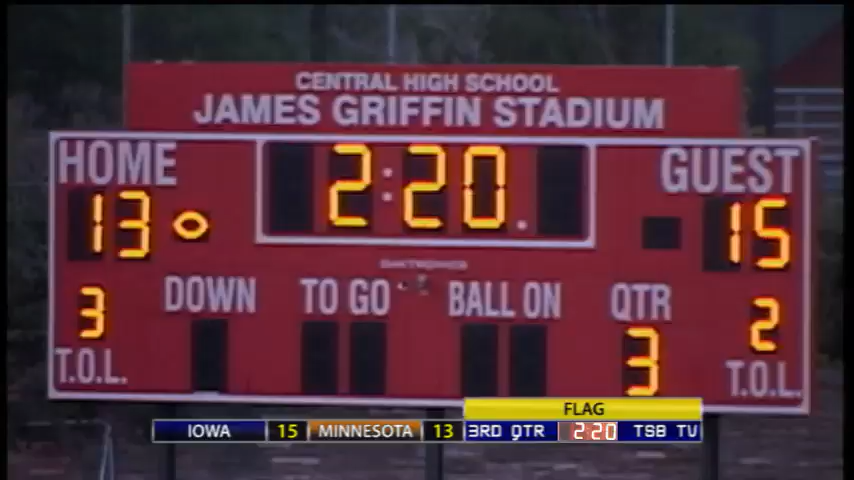 CENTRAL HIGH SCHOOL
JAMES GRIFFIN STADIUM
HOME 2:20 GUEST
13 15
DAKTRONICS
DOWN TO GO BALL ON QTR
3 3 2
T.O.L. T.O.L.
FLAG
IOWA 15 MINNESOTA 13 3RD QTR 2:20 TSB TV